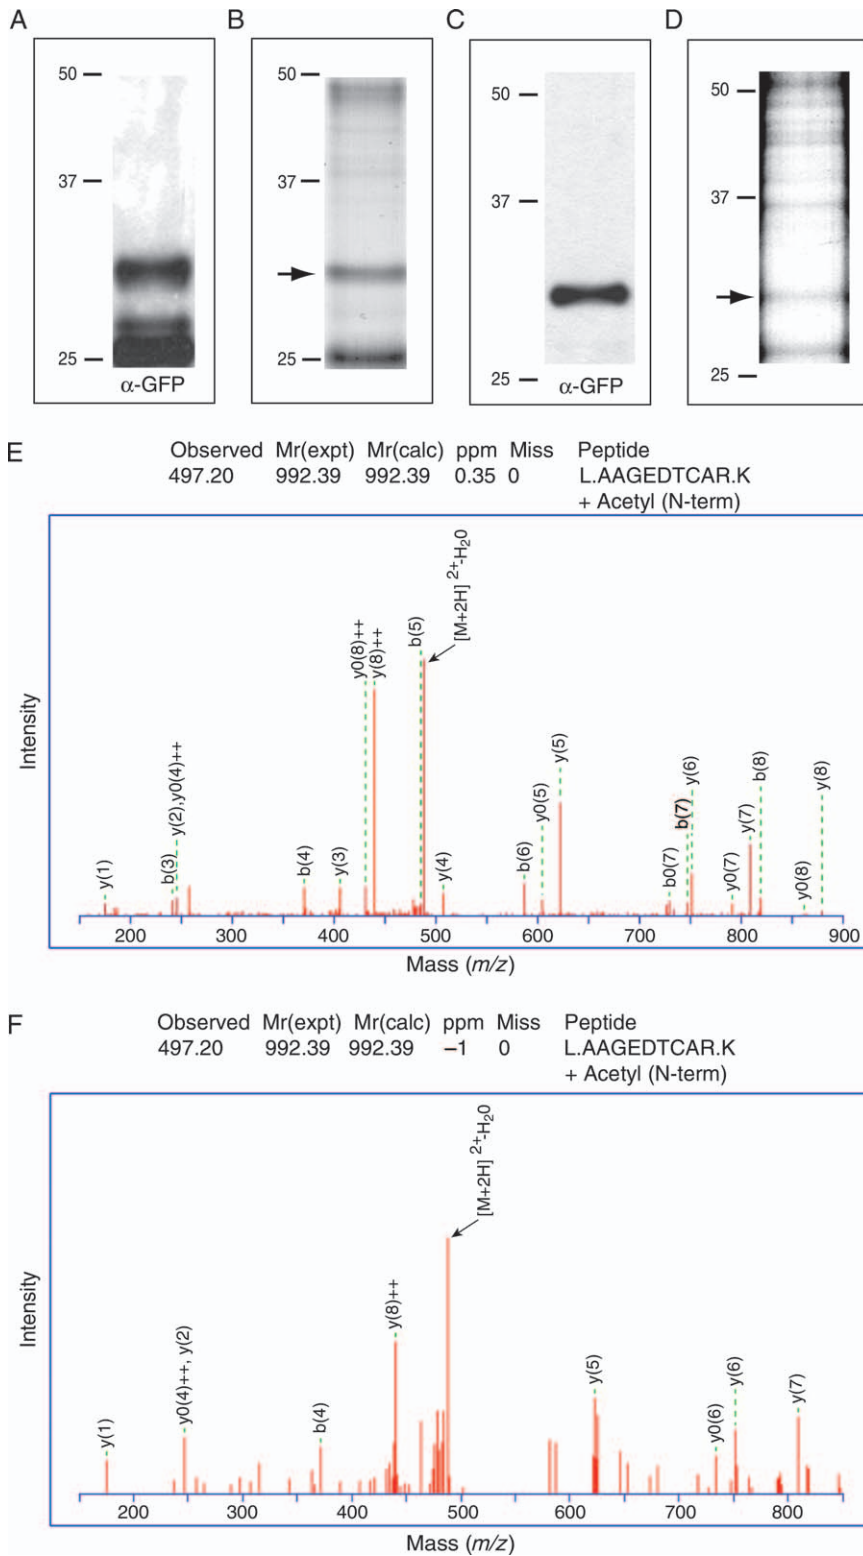 A
B
C
D
50
37
25
α-GFP
50
37
25
50
37
25
α-GFP
50
37
25
E
Observed Mr(expt) Mr(calc) ppm Miss Peptide
497.20 992.39 992.39 0.35 0 L.AAGEDTCAR.K
+ Acetyl (N-term)
Intensity
y(1)
b(3)
y(2),y0(4)++
b(4)
y(3)
y0(8)++
y(8)++
b(5)
[M+2H] 2+-H20
y(4)
b(6)
y0(5)
y(5)
b0(7)
b(7)
y(6)
y0(7)
y(7)
b(8)
y0(8)
y(8)
200 300 400 500 600 700 800 900
Mass (m/z)
F
Observed Mr(expt) Mr(calc) ppm Miss Peptide
497.20 992.39 992.39 –1 0 L.AAGEDTCAR.K
+ Acetyl (N-term)
Intensity
y(1)
y0(4)++, y(2)
b(4)
y(8)++
[M+2H] 2+-H20
y(5)
y0(6)
y(6)
y(7)
200 300 400 500 600 700 800
Mass (m/z)